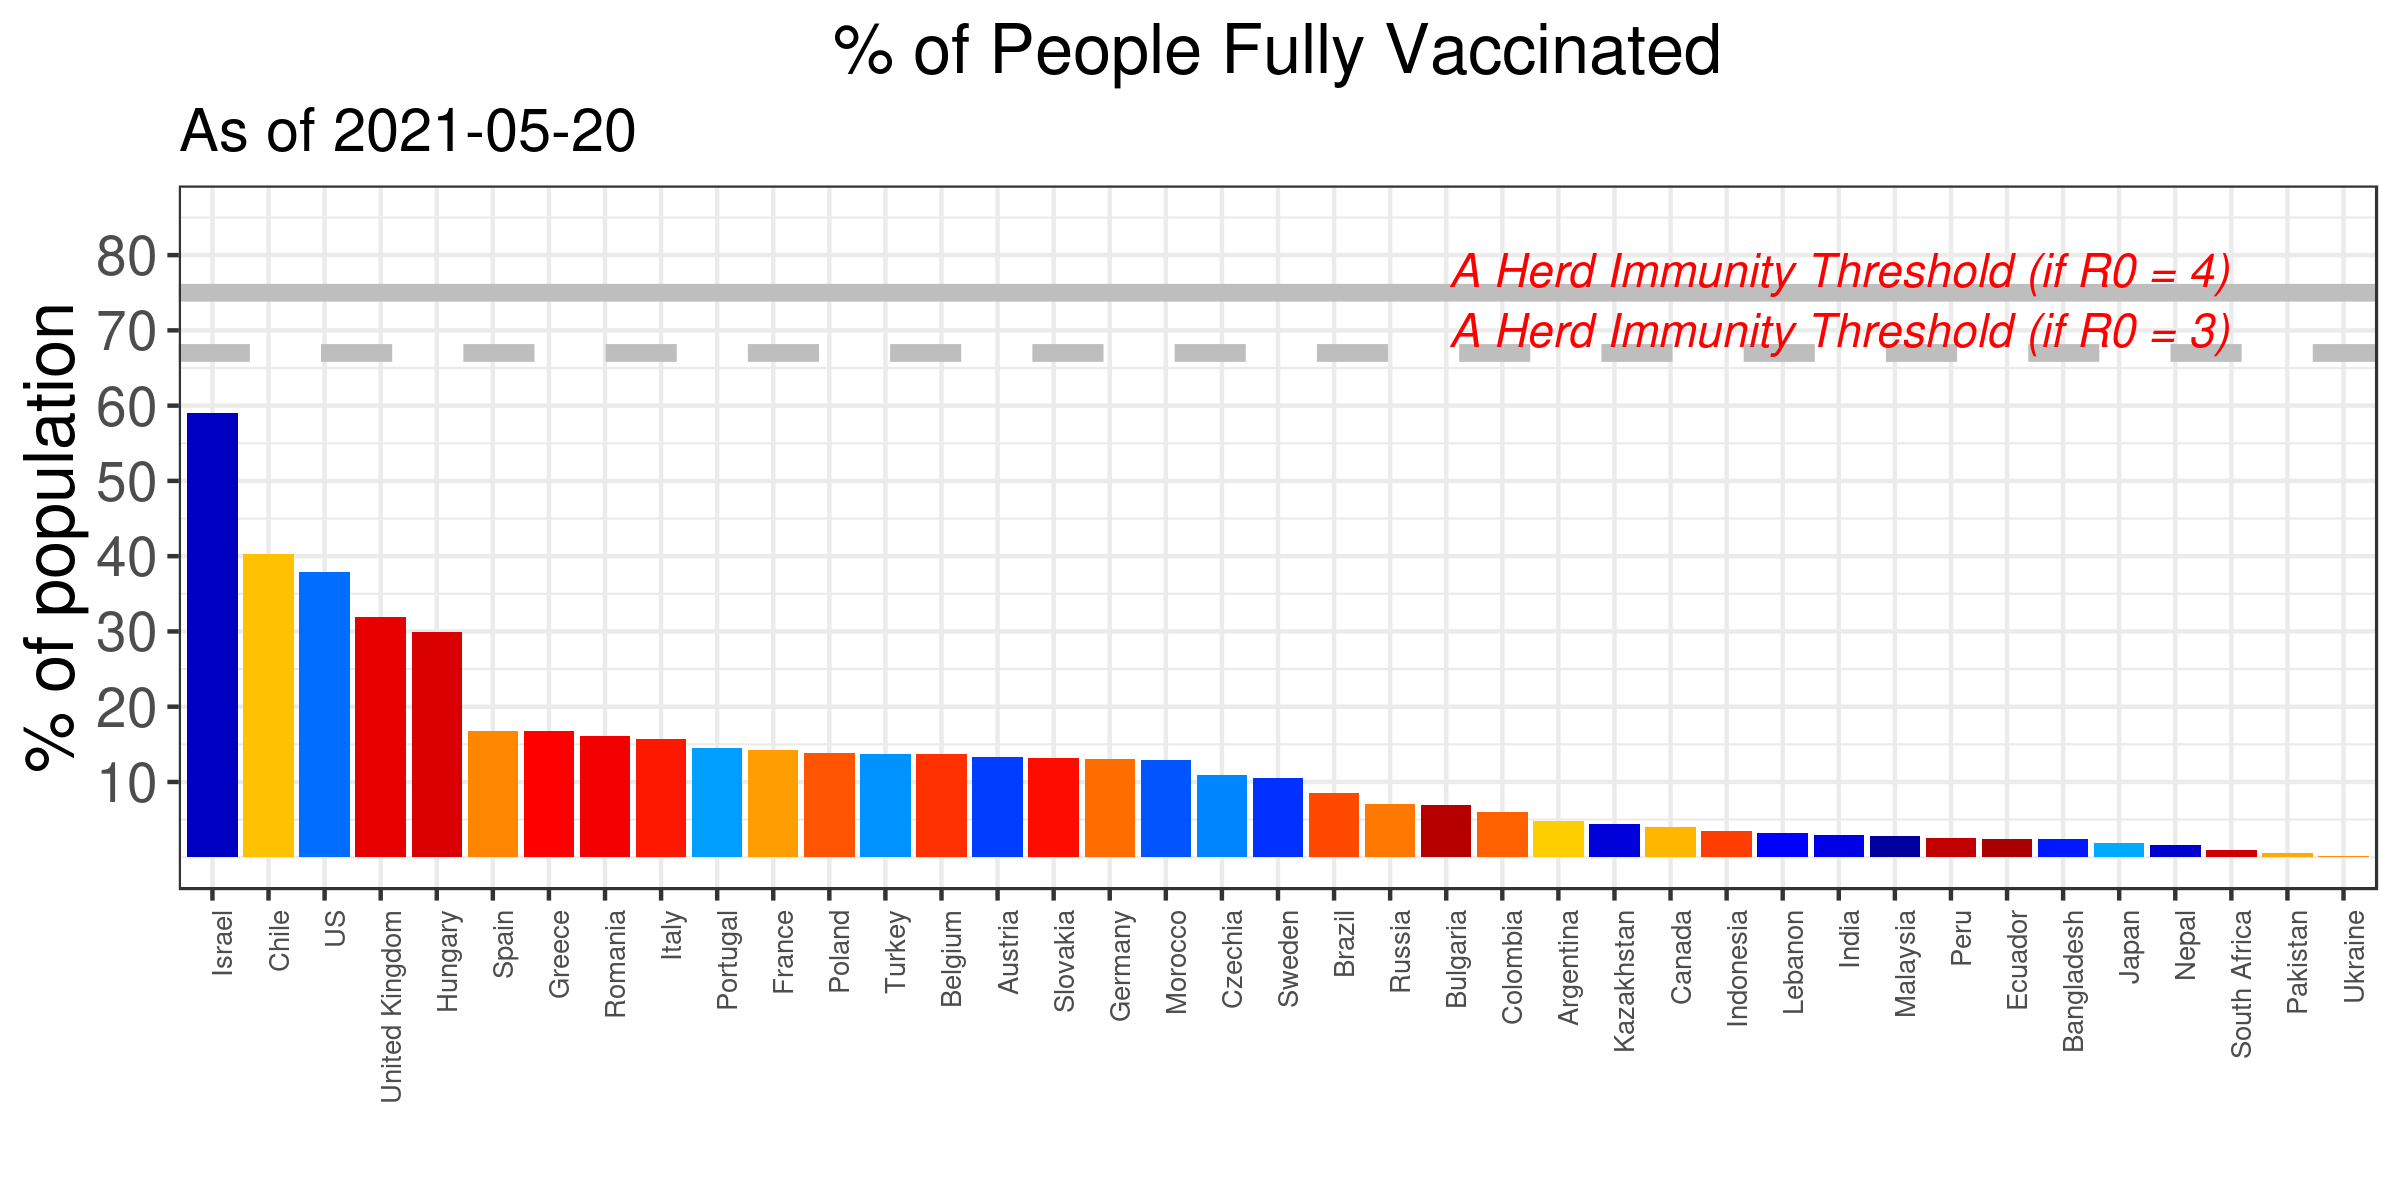 % of People Fully Vaccinated
As of 2021-05-20
% of population
80
70
60
50
40
30
20
10
A Herd Immunity Threshold (if R0 = 4)
A Herd Immunity Threshold (if R0 = 3)
Israel
Chile
US
United Kingdom
Hungary
Spain
Greece
Romania
Italy
Portugal
France
Poland
Turkey
Belgium
Austria
Slovakia
Germany
Morocco
Czechia
Sweden
Brazil
Russia
Bulgaria
Colombia
Argentina
Kazakhstan
Canada
Indonesia
Lebanon
India
Malaysia
Peru
Ecuador
Bangladesh
Japan
Nepal
South Africa
Pakistan
Ukraine